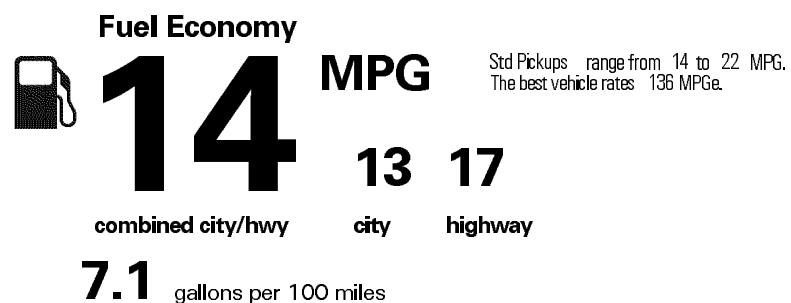 Fuel Economy
14 MPG
Std Pickups range from 14 to 22 MPG.
The best vehicle rates 136 MPGe.
13 17
combined city/hwy city highway
7.1 gallons per 100 miles